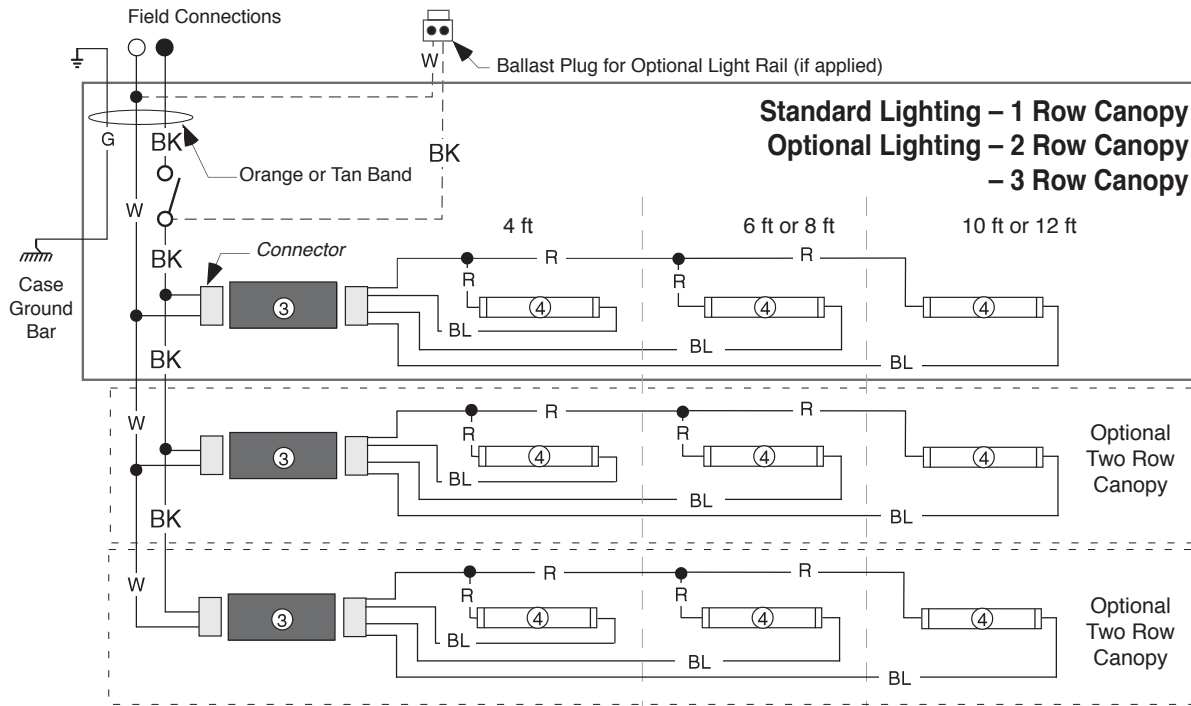 Field Connections
W
Ballast Plug for Optional Light Rail (if applied)
Standard Lighting – 1 Row Canopy
Optional Lighting – 2 Row Canopy
– 3 Row Canopy
G
BK
BK
Orange or Tan Band
W
4 ft
6 ft or 8 ft
10 ft or 12 ft
BK
Connector
R
R
R
R
Case
Ground
Bar
3
4
4
4
BL
BL
BL
BK
W
R
R
R
R
3
4
4
4
BL
BL
BL
Optional
Two Row
Canopy
BK
W
R
R
R
R
3
4
4
4
BL
BL
BL
Optional
Two Row
Canopy